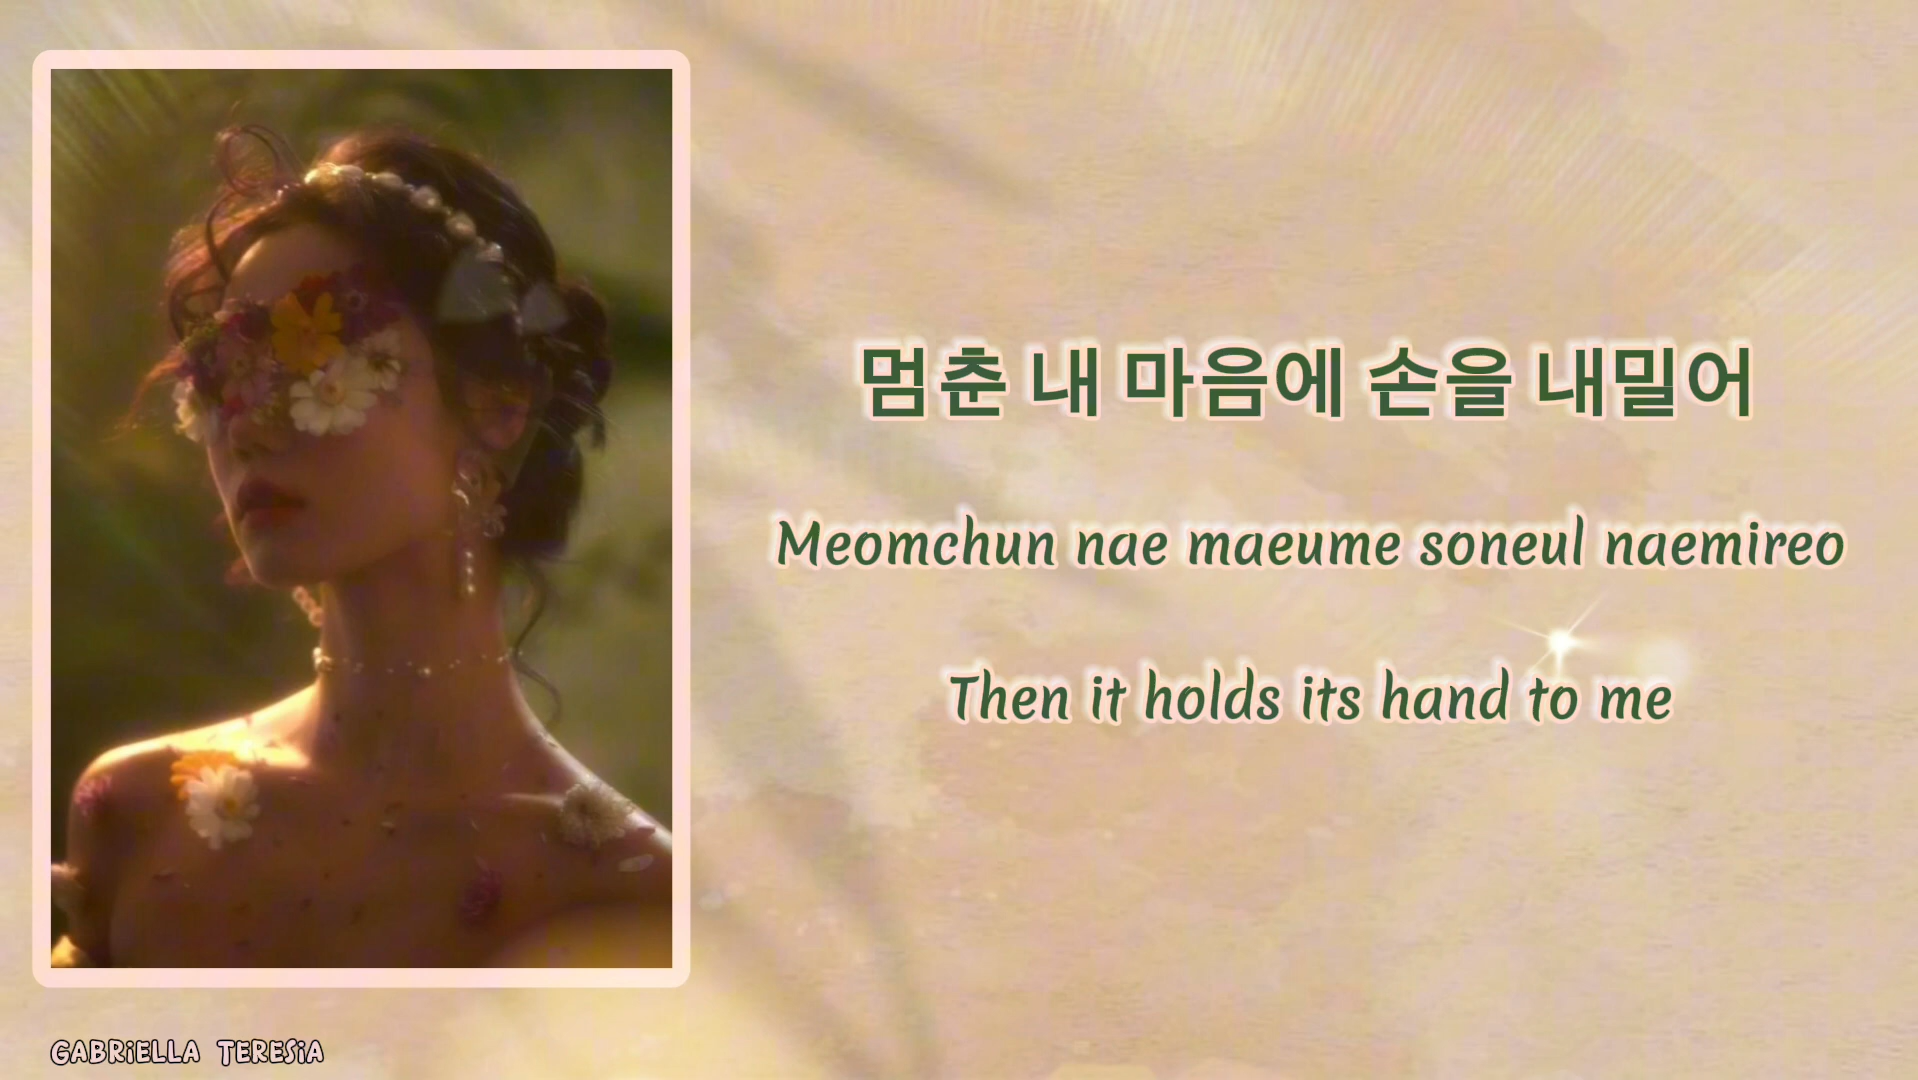 멈춘 내 마음에 손을 내밀어
Meomchun nae maeume soneul naemireo
Then it holds its hand to me
GABRIELLA TERESIA